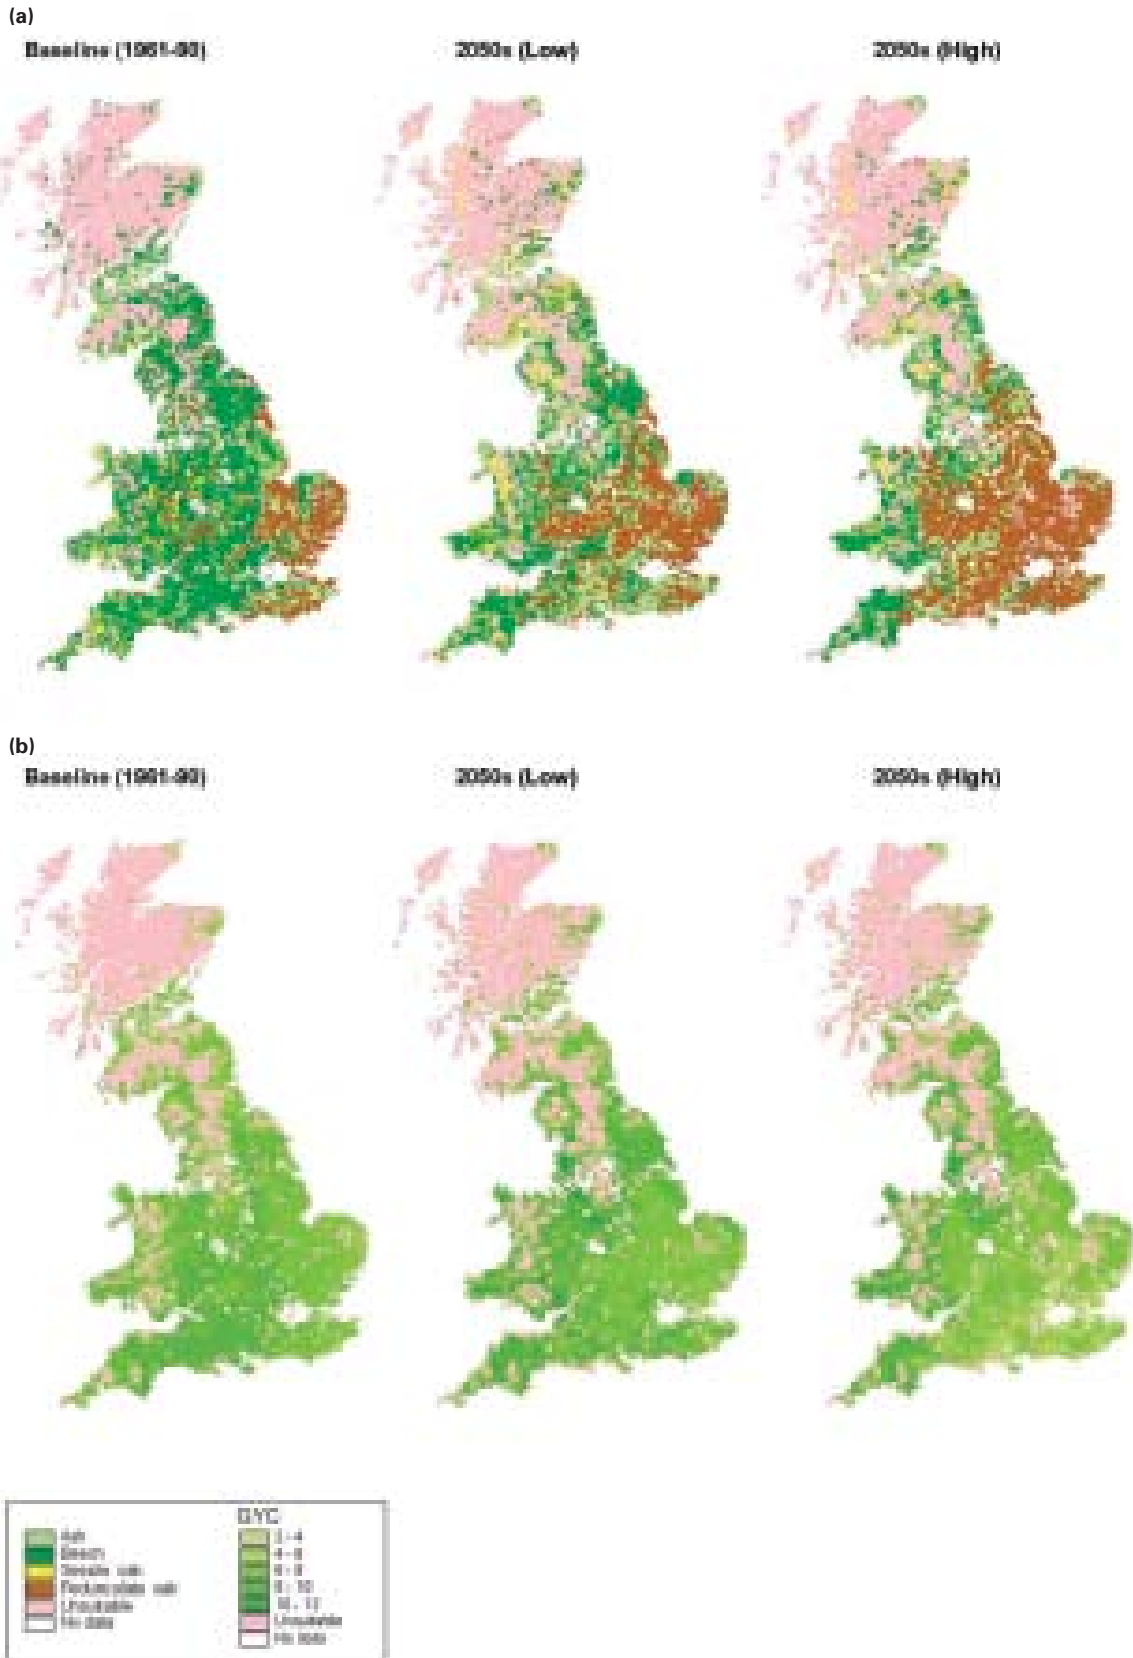 (a)
Baseline (1961-90) 2050s (Low) 2050s (High)
(b)
Baseline (1961-90) 2050s (Low) 2050s (High)
Ash
Beech
Sessile oak
Pedunculate oak
Unsuitable
No data
GYC
2 - 4
4 - 6
6 - 8
8 - 10
10 - 12
Unsuitable
No data